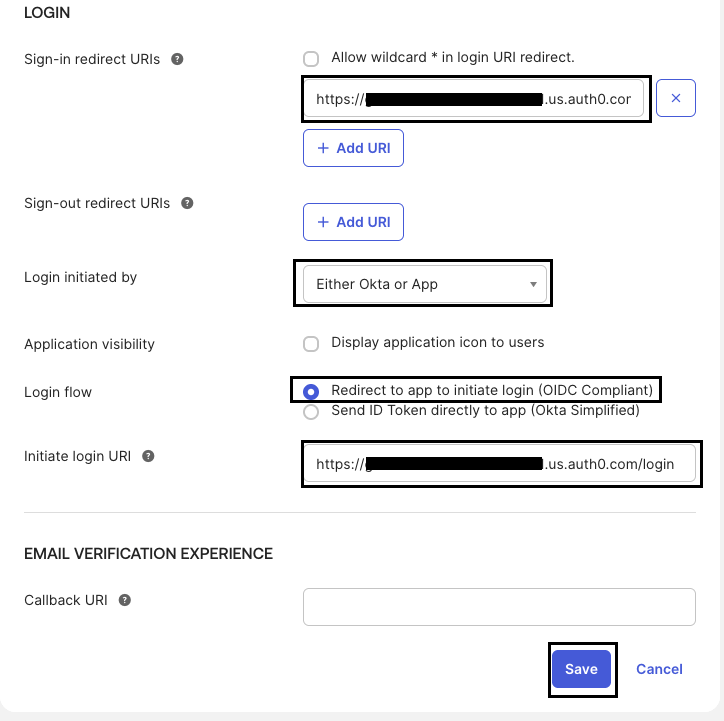 LOGIN
Sign-in redirect URIs
Allow wildcard * in login URI redirect.
https://
.us.auth0.com
+ Add URI
Sign-out redirect URIs
+ Add URI
Login initiated by
Either Okta or App
Application visibility
Display application icon to users
Login flow
Redirect to app to initiate login (OIDC Compliant)
Send ID Token directly to app (Okta Simplified)
Initiate login URI
https://
.us.auth0.com/login
EMAIL VERIFICATION EXPERIENCE
Callback URI
Save
Cancel